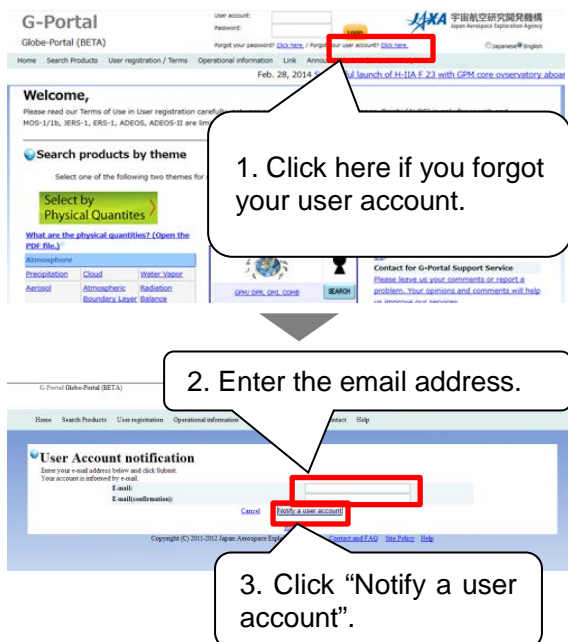 G-Portal
Globe-Portal (BETA)
User account:
Password:
Login
Forgot your password? Click here. / Forgot your user account? Click here.
JAXA 宇宙航空研究開発機構
Japan Aerospace Exploration Agency
Japanese English
Home Search Products User registration / Terms Operational information Link
Feb. 28, 2014 launch of H-IIA F 23 with GPM core ovservatory aboar
Welcome,
Please read our Terms of Use in User registration
MOS-1/1b, JERS-1, ERS-1, ADEOS, ADEOS-II are
1. Click here if you forgot
your user account.
Search products by theme
Select one of the following two themes for
Select by
Physical Quantites
What are the physical quantities? (Open the
PDF file.)
Atmosphere
Precipitation Cloud Water Vapor
Aerosol Atmospheric Radiation
Boundary Layer Balance
GPM/ DPR, GMI, COMB
SEARCH
Contact for G-Portal Support Service
Please leave us your comments or report a
problem. Your opinions and comments will help
us improve our services.
2. Enter the email address.
G-Portal Globe-Portal (BETA)
Home Search Products User registration Operational information Contact Help
User Account notification
Enter your e-mail address below and click Submit.
Your account is informed by e-mail.
E-mail:
E-mail(confirmation):
Cancel Notify a user account
Copyright (C) 2011-2012 Japan Aerospace Contact and FAQ Site Policy Help
3. Click “Notify a user
account”.